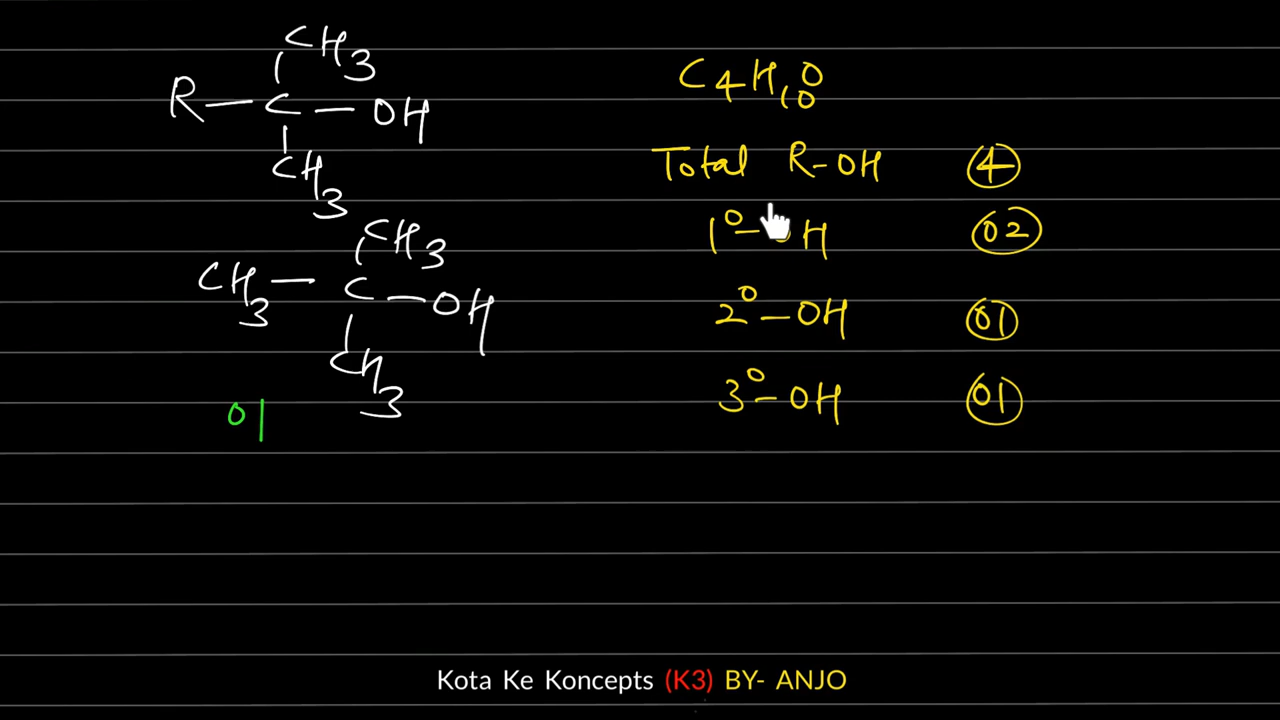 CH3
R—C—OH
CH3
CH3
CH3—C—OH
CH3
01
C4H10O
Total R-OH 4
1°-OH 02
2°-OH 01
3°-OH 01
Kota Ke Koncepts (K3) BY- ANJO